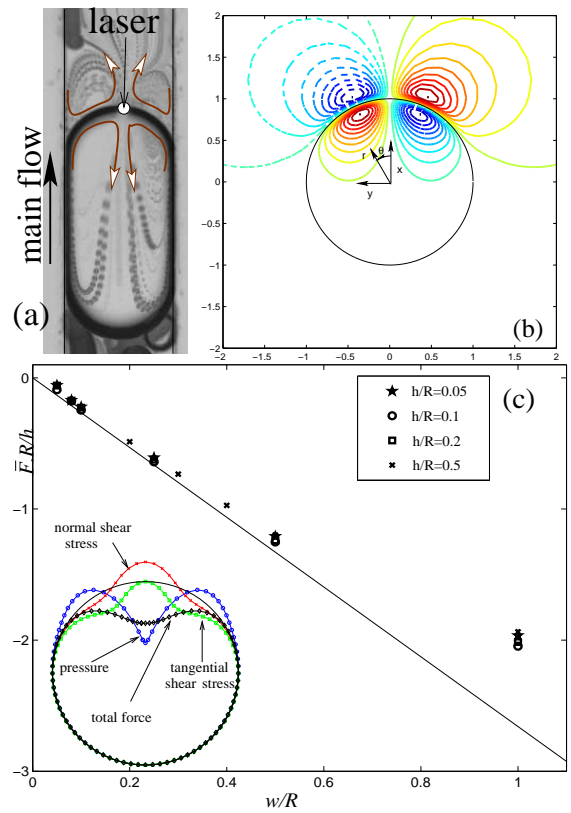 laser
main flow
(a)
2
1.5
1
0.5
0
−0.5
−1
−1.5
−2
−2 −1.5 −1 −0.5 0 0.5 1 1.5 2
r
θ
x
y
(b)
0
−1
−2
−3
F̅ R/h
0 0.2 0.4 0.6 0.8 1
w/R
h/R=0.05
h/R=0.1
h/R=0.2
h/R=0.5
(c)
normal shear
stress
pressure
tangential
shear stress
total force